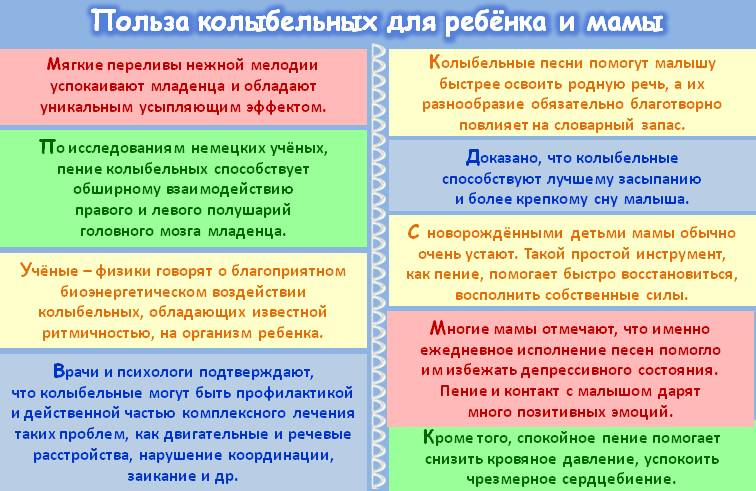 Польза колыбельных для ребёнка и мамы
Мягкие переливы нежной мелодии
успокаивают младенца и обладают
уникальным усыпляющим эффектом.
По исследованиям немецких учёных,
пение колыбельных способствует
обширному взаимодействию
правого и левого полушарий
головного мозга младенца.
Учёные – физики говорят о благоприятном
биоэнергетическом воздействии
колыбельных, обладающих известной
ритмичностью, на организм ребенка.
Врачи и психологи подтверждают,
что колыбельные могут быть профилактикой
и действенной частью комплексного лечения
таких проблем, как двигательные и речевые
расстройства, нарушение координации,
заикание и др.
Колыбельные песни помогут малышу
быстрее освоить родную речь, а их
разнообразие обязательно благотворно
повлияет на словарный запас.
Доказано, что колыбельные
способствуют лучшему засыпанию
и более крепкому сну малыша.
С новорождёнными детьми мамы обычно
очень устают. Такой простой инструмент,
как пение, помогает быстро восстановиться,
восполнить собственные силы.
Многие мамы отмечают, что именно
ежедневное исполнение песен помогло
им избежать депрессивного состояния.
Пение и контакт с малышом дарят
много позитивных эмоций.
Кроме того, спокойное пение помогает
снизить кровяное давление, успокоить
чрезмерное сердцебиение.